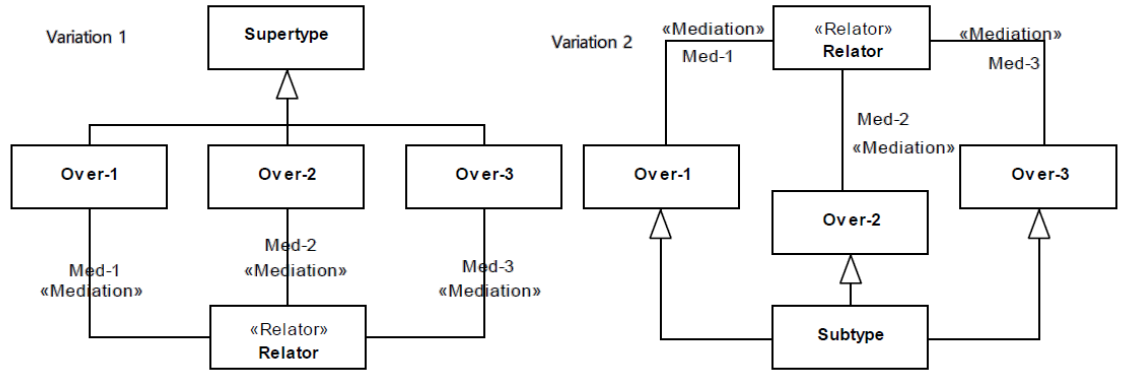 Variation 1
Supertype
Over-1
Over-2
Over-3
Med-1
«Mediation»
Med-2
«Mediation»
Med-3
«Mediation»
«Relator»
Relator
Variation 2
«Mediation»
Med-1
«Relator»
Relator
«Mediation»
Med-3
Med-2
«Mediation»
Over-1
Over-2
Over-3
Subtype